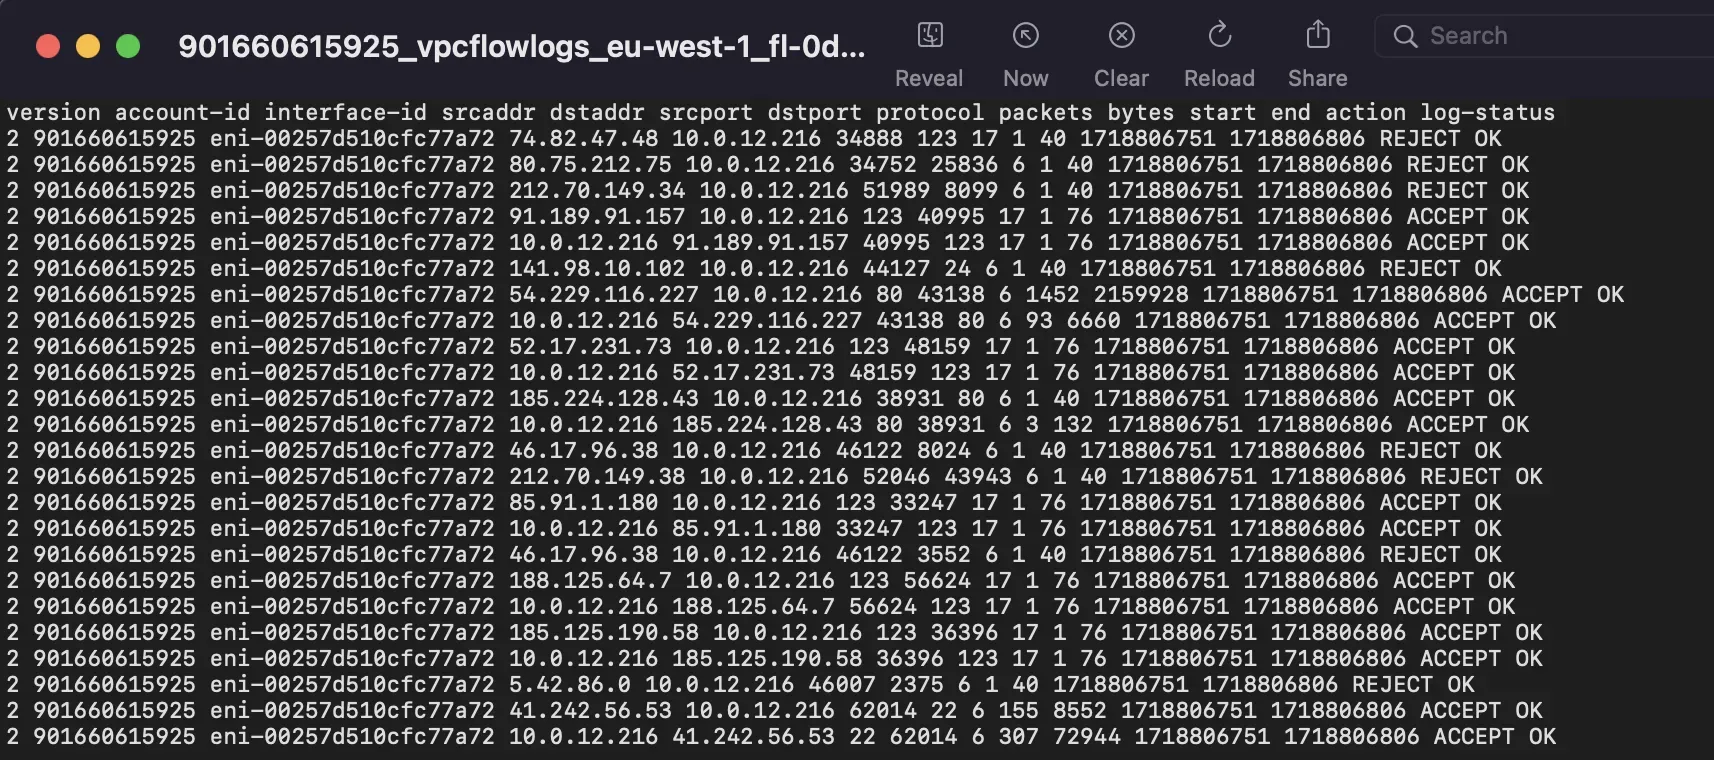 901660615925_vpcflowlogs_eu-west-1_fl-0d...
Reveal Now Clear Reload Share
Search
version account-id interface-id srcaddr dstaddr srcport dstport protocol packets bytes start end action log-status
2 901660615925 eni-00257d510cfc77a72 74.82.47.48 10.0.12.216 34888 123 17 1 40 1718806751 1718806806 REJECT OK
2 901660615925 eni-00257d510cfc77a72 80.75.212.75 10.0.12.216 34752 25836 6 1 40 1718806751 1718806806 REJECT OK
2 901660615925 eni-00257d510cfc77a72 212.70.149.34 10.0.12.216 51989 8099 6 1 40 1718806751 1718806806 REJECT OK
2 901660615925 eni-00257d510cfc77a72 91.189.91.157 10.0.12.216 123 40995 17 1 76 1718806751 1718806806 ACCEPT OK
2 901660615925 eni-00257d510cfc77a72 10.0.12.216 91.189.91.157 40995 123 17 1 76 1718806751 1718806806 ACCEPT OK
2 901660615925 eni-00257d510cfc77a72 141.98.10.102 10.0.12.216 44127 24 6 1 40 1718806751 1718806806 REJECT OK
2 901660615925 eni-00257d510cfc77a72 54.229.116.227 10.0.12.216 80 43138 6 1452 2159928 1718806751 1718806806 ACCEPT OK
2 901660615925 eni-00257d510cfc77a72 10.0.12.216 54.229.116.227 43138 80 6 93 6660 1718806751 1718806806 ACCEPT OK
2 901660615925 eni-00257d510cfc77a72 52.17.231.73 10.0.12.216 123 48159 17 1 76 1718806751 1718806806 ACCEPT OK
2 901660615925 eni-00257d510cfc77a72 10.0.12.216 52.17.231.73 48159 123 17 1 76 1718806751 1718806806 ACCEPT OK
2 901660615925 eni-00257d510cfc77a72 185.224.128.43 10.0.12.216 38931 80 6 1 40 1718806751 1718806806 ACCEPT OK
2 901660615925 eni-00257d510cfc77a72 10.0.12.216 185.224.128.43 80 38931 6 3 132 1718806751 1718806806 ACCEPT OK
2 901660615925 eni-00257d510cfc77a72 46.17.96.38 10.0.12.216 46122 8024 6 1 40 1718806751 1718806806 REJECT OK
2 901660615925 eni-00257d510cfc77a72 212.70.149.38 10.0.12.216 52046 43943 6 1 40 1718806751 1718806806 REJECT OK
2 901660615925 eni-00257d510cfc77a72 85.91.1.180 10.0.12.216 123 33247 17 1 76 1718806751 1718806806 ACCEPT OK
2 901660615925 eni-00257d510cfc77a72 10.0.12.216 85.91.1.180 33247 123 17 1 76 1718806751 1718806806 ACCEPT OK
2 901660615925 eni-00257d510cfc77a72 46.17.96.38 10.0.12.216 46122 3552 6 1 40 1718806751 1718806806 REJECT OK
2 901660615925 eni-00257d510cfc77a72 188.125.64.7 10.0.12.216 123 56624 17 1 76 1718806751 1718806806 ACCEPT OK
2 901660615925 eni-00257d510cfc77a72 10.0.12.216 188.125.64.7 56624 123 17 1 76 1718806751 1718806806 ACCEPT OK
2 901660615925 eni-00257d510cfc77a72 185.125.190.58 10.0.12.216 123 36396 17 1 76 1718806751 1718806806 ACCEPT OK
2 901660615925 eni-00257d510cfc77a72 10.0.12.216 185.125.190.58 36396 123 17 1 76 1718806751 1718806806 ACCEPT OK
2 901660615925 eni-00257d510cfc77a72 5.42.86.0 10.0.12.216 46007 2375 6 1 40 1718806751 1718806806 REJECT OK
2 901660615925 eni-00257d510cfc77a72 41.242.56.53 10.0.12.216 62014 22 6 155 8552 1718806751 1718806806 ACCEPT OK
2 901660615925 eni-00257d510cfc77a72 10.0.12.216 41.242.56.53 22 62014 6 307 72944 1718806751 1718806806 ACCEPT OK